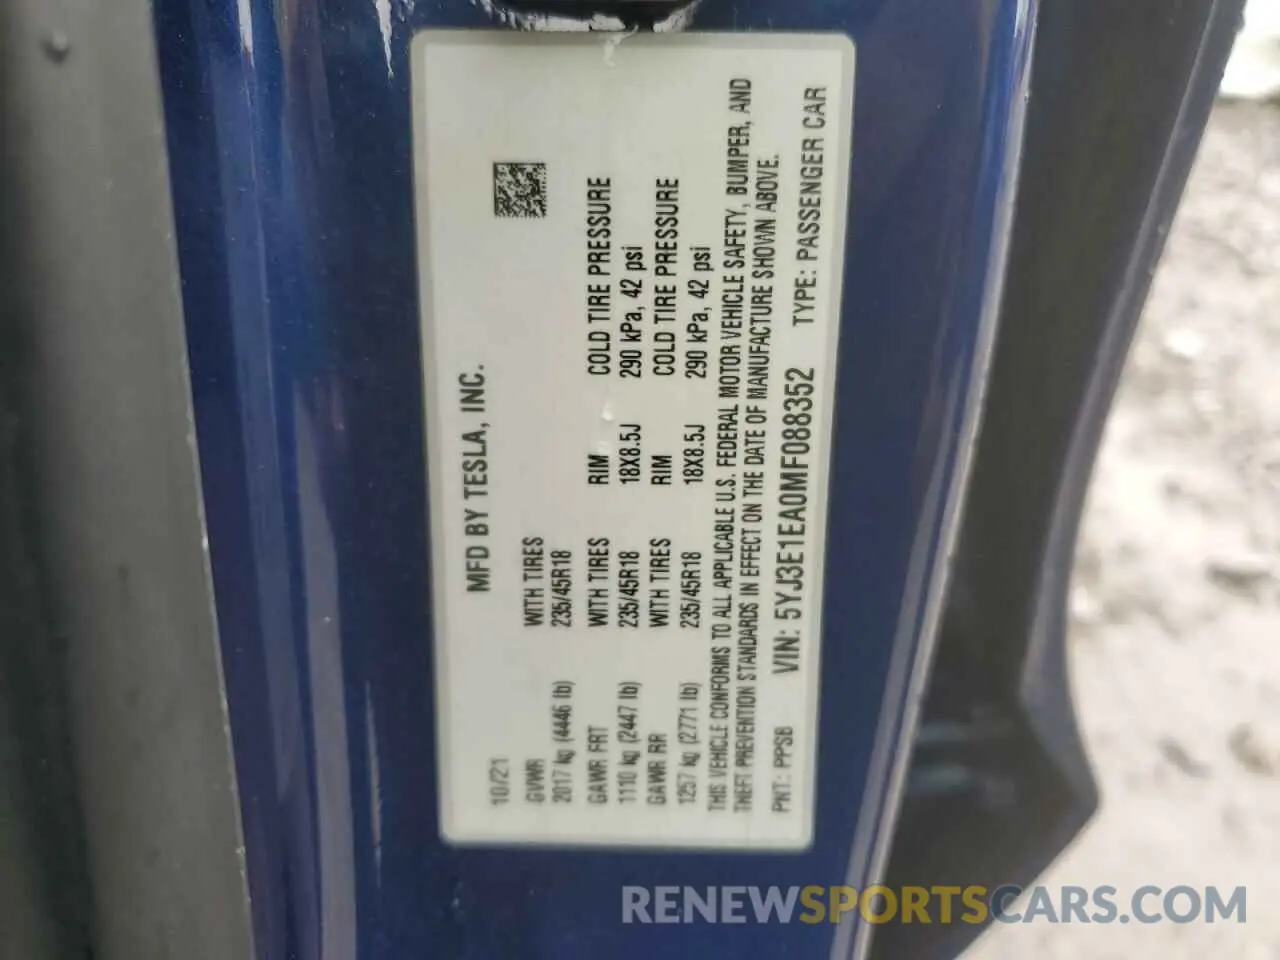 MFD BY TESLA, INC.
10/21
GVWR WITH TIRES
2017 kg (4446 lb) 235/45R18
GAWR FRT WITH TIRES RIM COLD TIRE PRESSURE
1110 kg (2447 lb) 235/45R18 18X8.5J 290 kPa, 42 psi
GAWR RR WITH TIRES RIM COLD TIRE PRESSURE
1257 kg (2771 lb) 235/45R18 18X8.5J 290 kPa, 42 psi
THIS VEHICLE CONFORMS TO ALL APPLICABLE U.S. FEDERAL MOTOR VEHICLE SAFETY, BUMPER, AND
THEFT PREVENTION STANDARDS IN EFFECT ON THE DATE OF MANUFACTURE SHOWN ABOVE.
PNT: PPSB VIN: 5YJ3E1EA0MF088352 TYPE: PASSENGER CAR
RENEWSPORTSCARS.COM